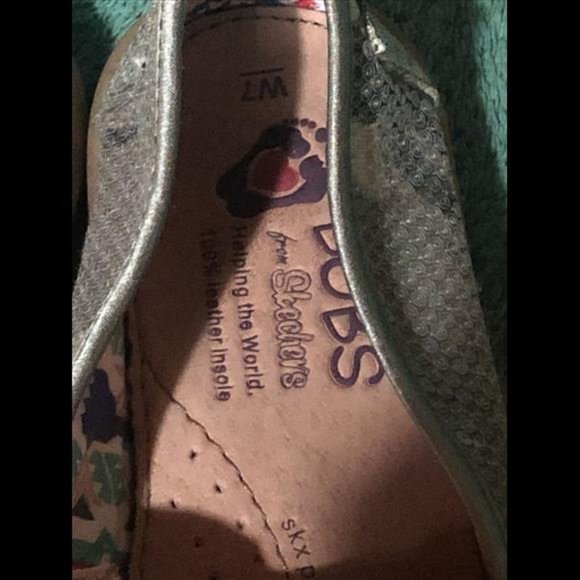 W7
BOBS
from Skechers
Helping the World.
100% leather insole
skx